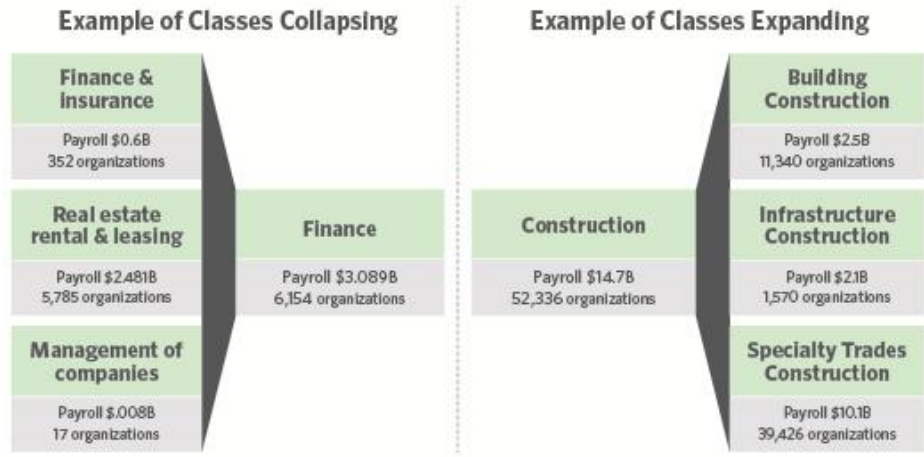 Example of Classes Collapsing
Finance &
insurance
Payroll $0.6B
352 organizations
Real estate
rental & leasing
Payroll $2.481B
5,785 organizations
Management of
companies
Payroll $.008B
17 organizations
Finance
Payroll $3.089B
6,154 organizations
Example of Classes Expanding
Construction
Payroll $14.7B
52,336 organizations
Building
Construction
Payroll $2.5B
11,340 organizations
Infrastructure
Construction
Payroll $2.1B
1,570 organizations
Specialty Trades
Construction
Payroll $10.1B
39,426 organizations